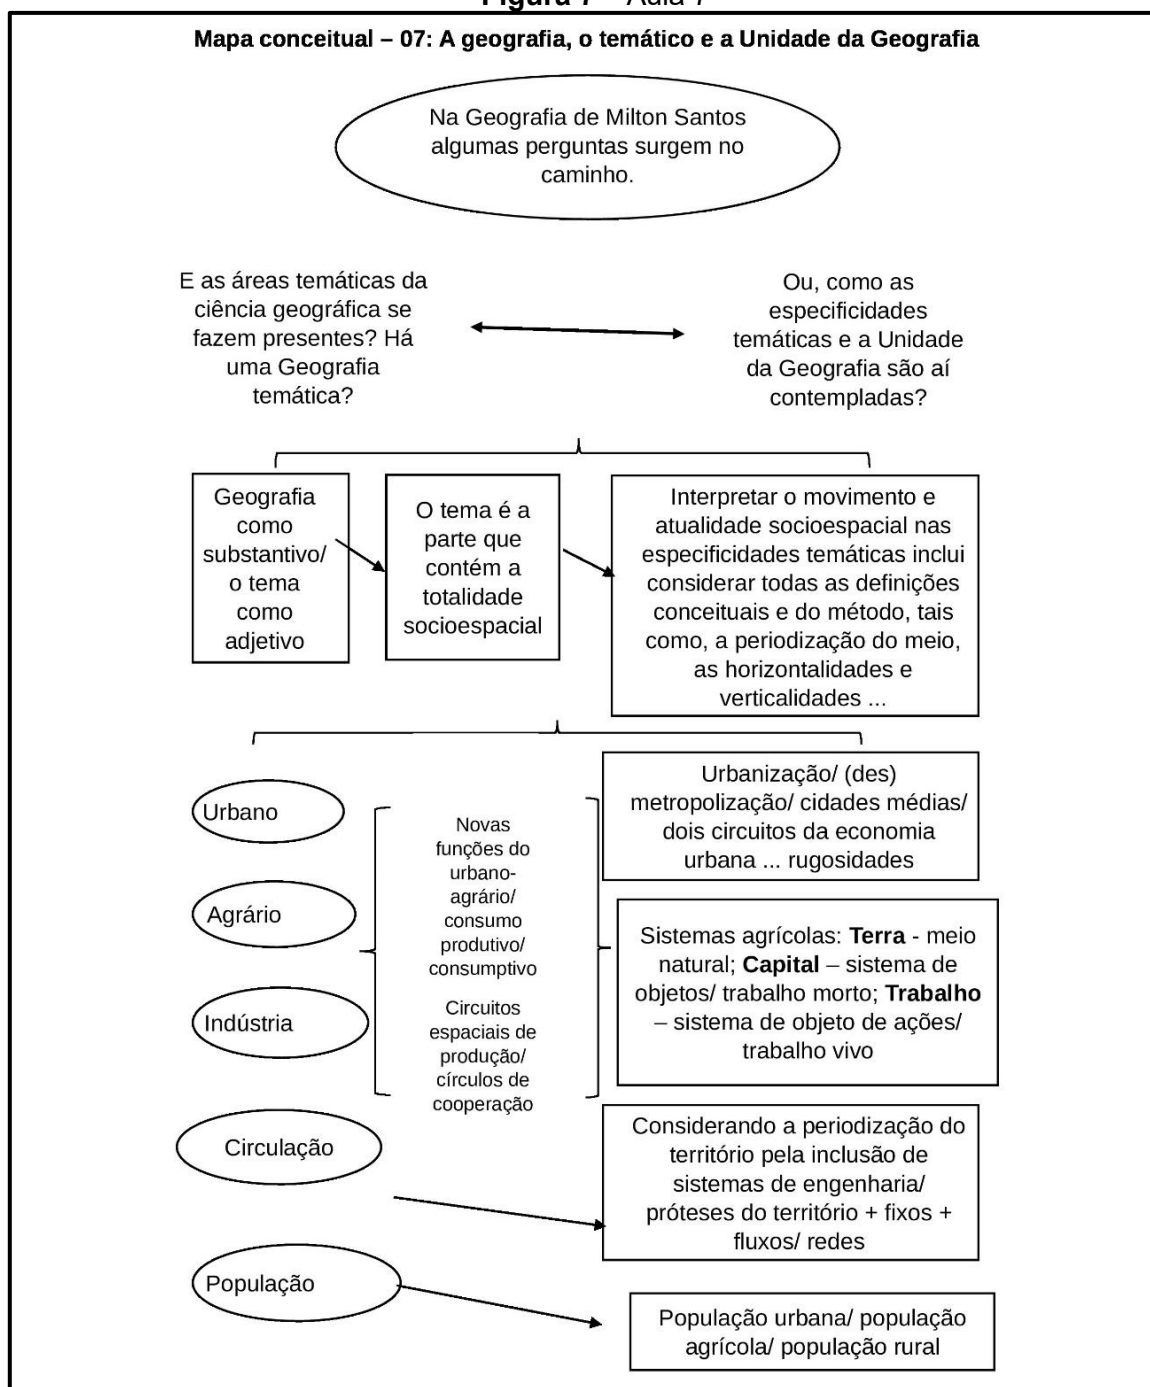 Figura 7 – Aula 7
Mapa conceitual – 07: A geografia, o temático e a Unidade da Geografia
Na Geografia de Milton Santos
algumas perguntas surgem no
caminho.
E as áreas temáticas da
ciência geográfica se
fazem presentes? Há
uma Geografia
temática?
Ou, como as
especificidades
temáticas e a Unidade
da Geografia são aí
contempladas?
Geografia
como
substantivo/
o tema
como
adjetivo
O tema é a
parte que
contém a
totalidade
socioespacial
Interpretar o movimento e
atualidade socioespacial nas
especificidades temáticas inclui
considerar todas as definições
conceituais e do método, tais
como, a periodização do meio,
as horizontalidades e
verticalidades ...
Urbano
Agrário
Indústria
Novas
funções do
urbano-
agrário/
consumo
produtivo/
consumptivo
Circuitos
espaciais de
produção/
círculos de
cooperação
Urbanização/ (des)
metropolização/ cidades médias/
dois circuitos da economia
urbana ... rugosidades
Sistemas agrícolas: Terra - meio
natural; Capital – sistema de
objetos/ trabalho morto; Trabalho
– sistema de objeto de ações/
trabalho vivo
Circulação
Considerando a periodização do
território pela inclusão de
sistemas de engenharia/
próteses do território + fixos +
fluxos/ redes
População
População urbana/ população
agrícola/ população rural